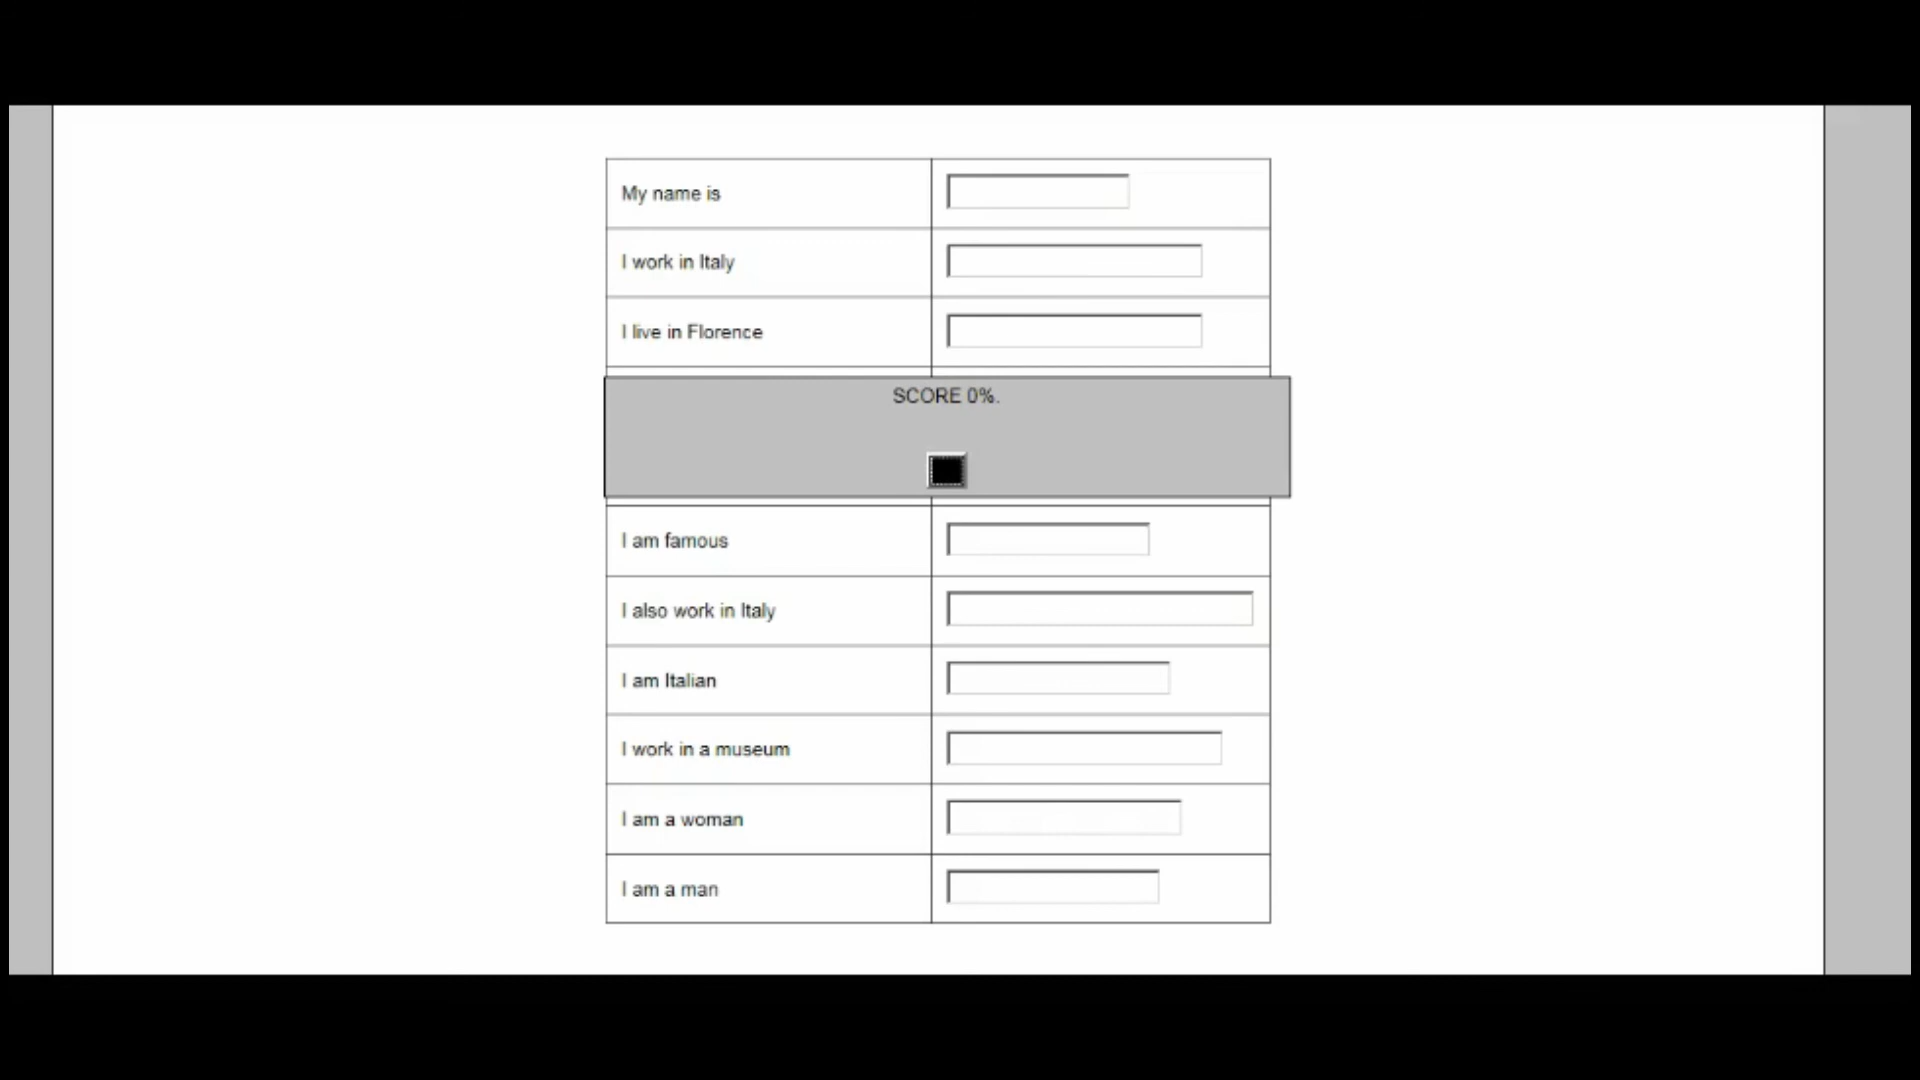 My name is
I work in Italy
I live in Florence
SCORE 0%.
I am famous
I also work in Italy
I am Italian
I work in a museum
I am a woman
I am a man